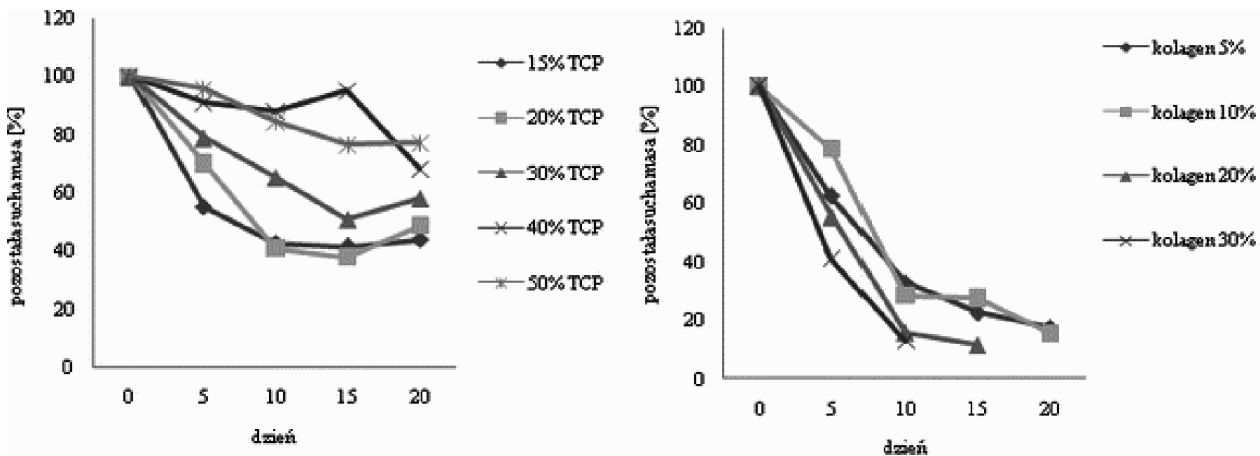 120
100
80
60
40
20
0
pozostała sucha masa [%]
0 5 10 15 20
dzień
15% TCP
20% TCP
30% TCP
40% TCP
50% TCP
120
100
80
60
40
20
0
pozostała sucha masa [%]
0 5 10 15 20
dzień
kolagen 5%
kolagen 10%
kolagen 20%
kolagen 30%